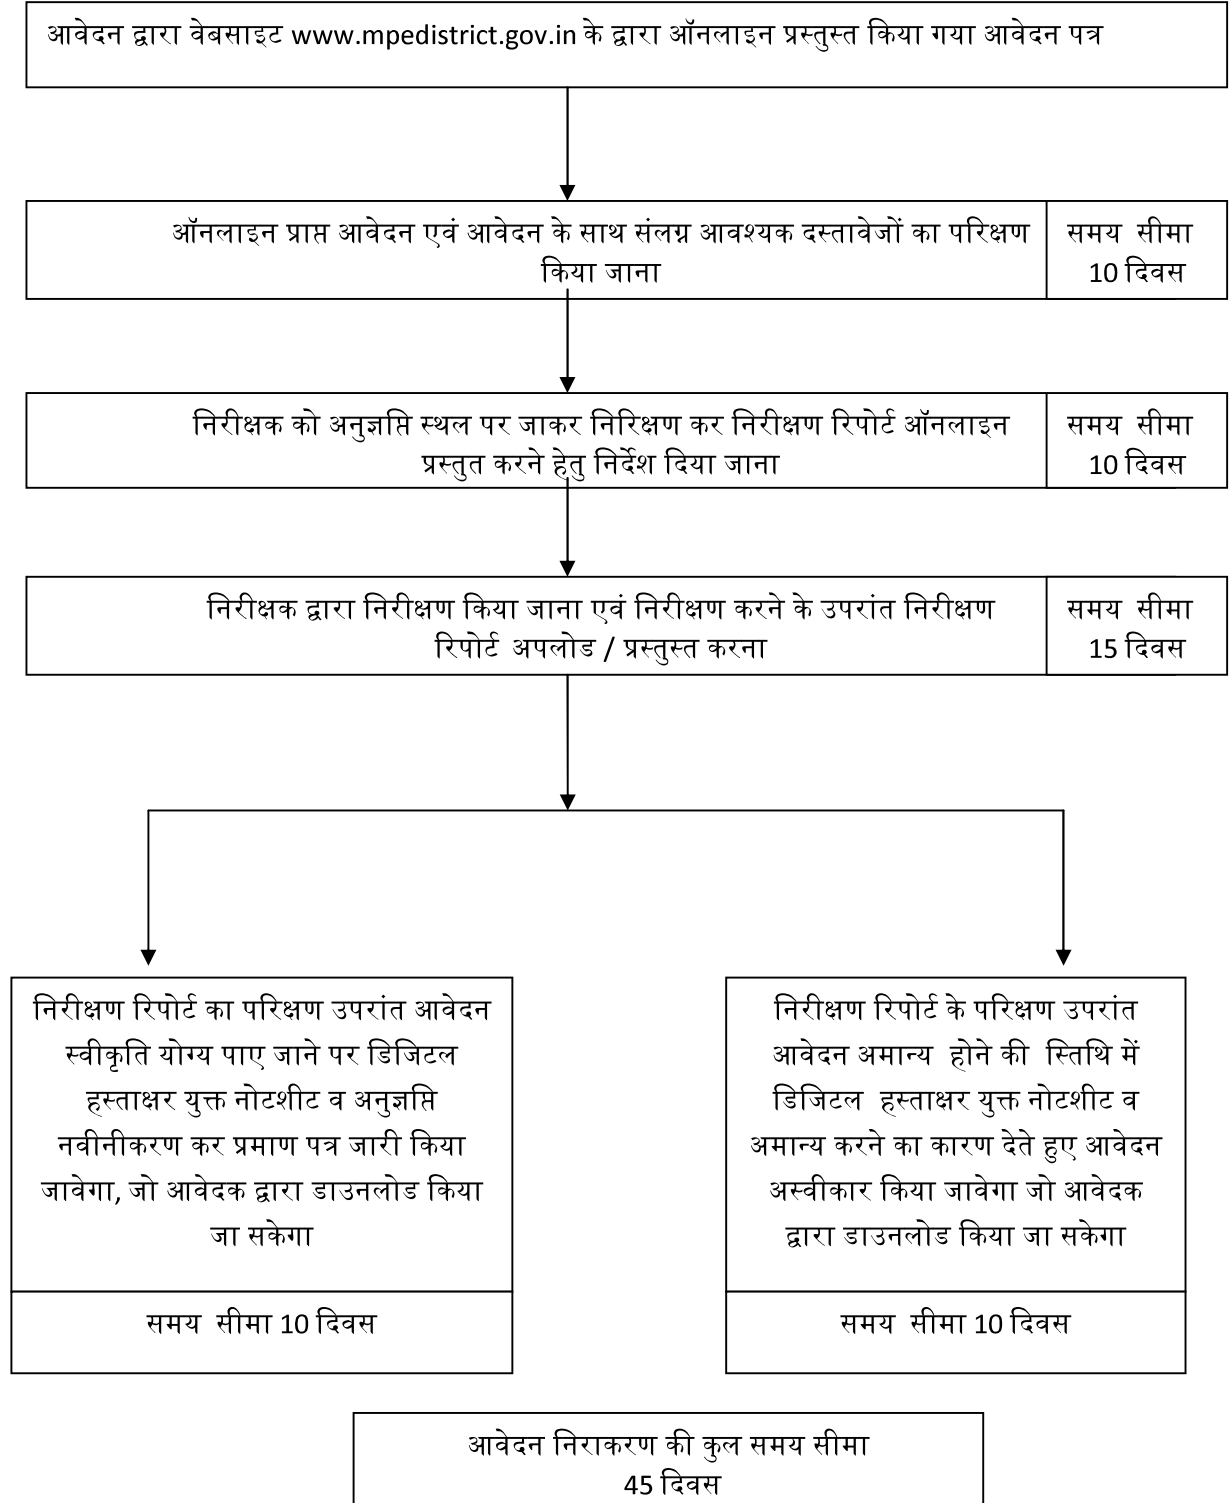 आवेदन द्वारा वेबसाइट www.mpedistrict.gov.in के द्वारा ऑनलाइन प्रस्तुस्त किया गया आवेदन पत्र
ऑनलाइन प्राप्त आवेदन एवं आवेदन के साथ संलग्न आवश्यक दस्तावेजों का परिक्षण
किया जाना
समय सीमा
10 दिवस
निरीक्षक को अनुज्ञप्ति स्थल पर जाकर निरिक्षण कर निरीक्षण रिपोर्ट ऑनलाइन
प्रस्तुत करने हेतु निर्देश दिया जाना
समय सीमा
10 दिवस
निरीक्षक द्वारा निरीक्षण किया जाना एवं निरीक्षण करने के उपरांत निरीक्षण
रिपोर्ट अपलोड / प्रस्तुस्त करना
समय सीमा
15 दिवस
निरीक्षण रिपोर्ट का परिक्षण उपरांत आवेदन
स्वीकृति योग्य पाए जाने पर डिजिटल
हस्ताक्षर युक्त नोटशीट व अनुज्ञप्ति
नवीनीकरण कर प्रमाण पत्र जारी किया
जावेगा, जो आवेदक द्वारा डाउनलोड किया
जा सकेगा
समय सीमा 10 दिवस
निरीक्षण रिपोर्ट के परिक्षण उपरांत
आवेदन अमान्य होने की स्तिथि में
डिजिटल हस्ताक्षर युक्त नोटशीट व
अमान्य करने का कारण देते हुए आवेदन
अस्वीकार किया जावेगा जो आवेदक
द्वारा डाउनलोड किया जा सकेगा
समय सीमा 10 दिवस
आवेदन निराकरण की कुल समय सीमा
45 दिवस